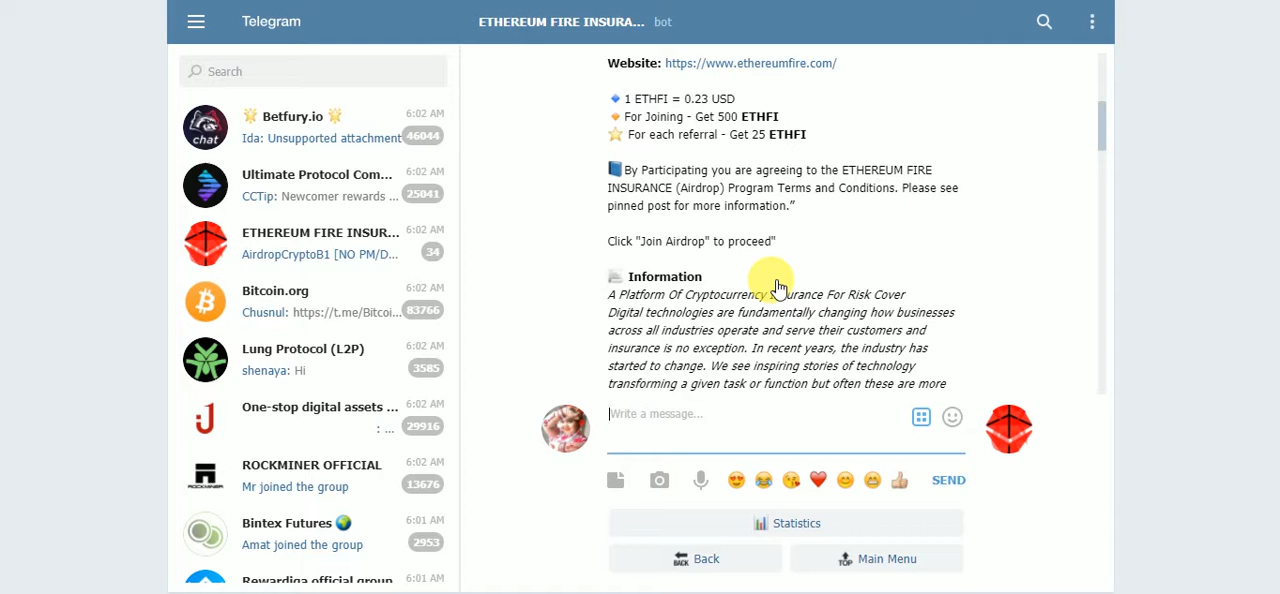 Telegram
ETHEREUM FIRE INSURA... bot
Search
Betfury.io 6:02 AM
Ida: Unsupported attachment 46044
chat
Ultimate Protocol Com... 6:02 AM
CCTip: Newcomer rewards ... 25041
ETHEREUM FIRE INSUR... 6:02 AM
AirdropCryptoB1 [NO PM/D... 34
Bitcoin.org 6:02 AM
Chusnul: https://t.me/Bitcoi... 83766
Lung Protocol (L2P) 6:02 AM
shenaya: Hi 3585
One-stop digital assets ... 6:02 AM
: ... 29916
ROCKMINER OFFICIAL 6:02 AM
Mr joined the group 13676
ROCKMINER
Bintex Futures 6:01 AM
Amat joined the group 2953
Rewardiga official group 6:01 AM
Website: https://www.ethereumfire.com/
1 ETHFI = 0.23 USD
For Joining - Get 500 ETHFI
For each referral - Get 25 ETHFI
By Participating you are agreeing to the ETHEREUM FIRE
INSURANCE (Airdrop) Program Terms and Conditions. Please see
pinned post for more information.”
Click "Join Airdrop" to proceed"
Information
A Platform Of Cryptocurrency Insurance For Risk Cover
Digital technologies are fundamentally changing how businesses
across all industries operate and serve their customers and
insurance is no exception. In recent years, the industry has
started to change. We see inspiring stories of technology
transforming a given task or function but often these are more
Write a message...
SEND
Statistics
BACK Back
TOP Main Menu